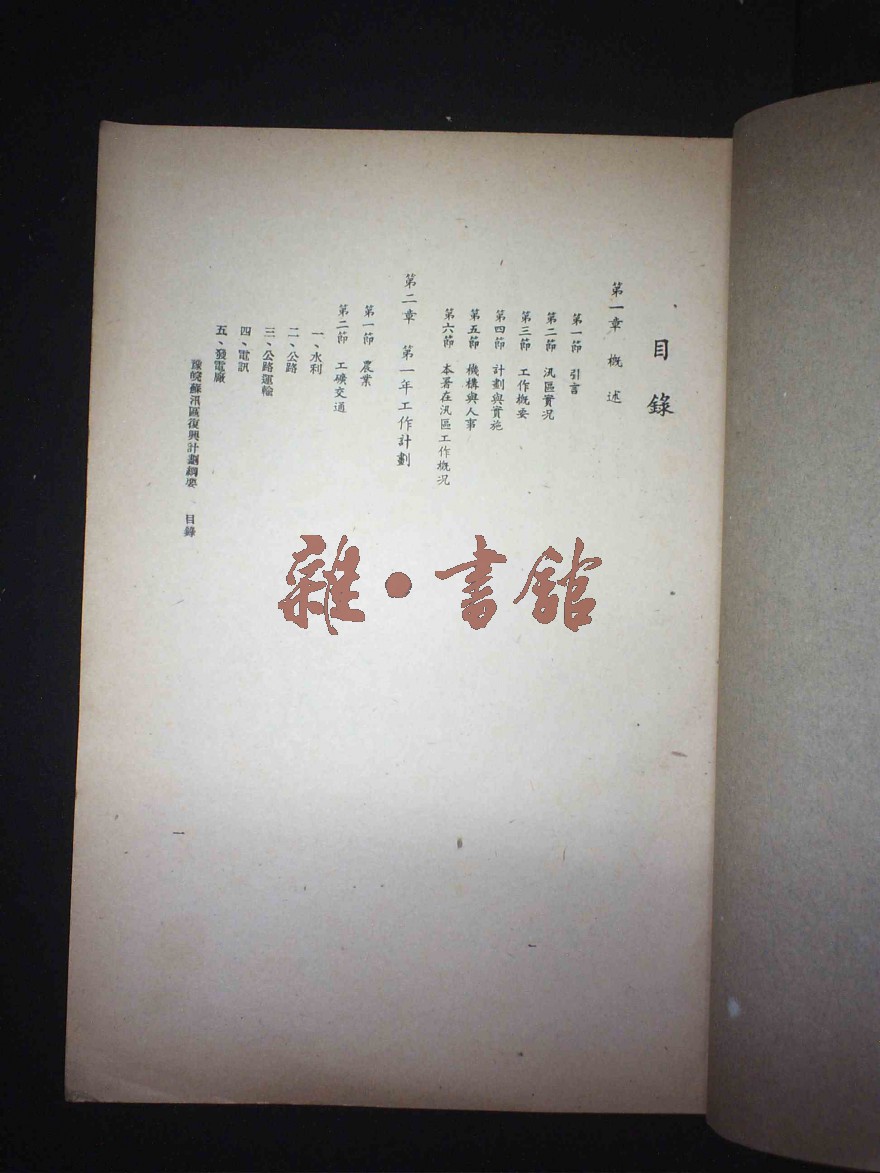 目錄
第一章 概述
第一節 引言
第二節 汎區實況
第三節 工作概要
第四節 計劃與實施
第五節 機構與人事
第六節 本署在汎區工作概况
第二章 第一年工作計劃
第一節 農業
第二節 工礦交通
一、水利
二、公路
三、公路運輸
四、電訊
五、發電廠
豫皖蘇汎區復興計劃綱要 目錄
一
雜·書館